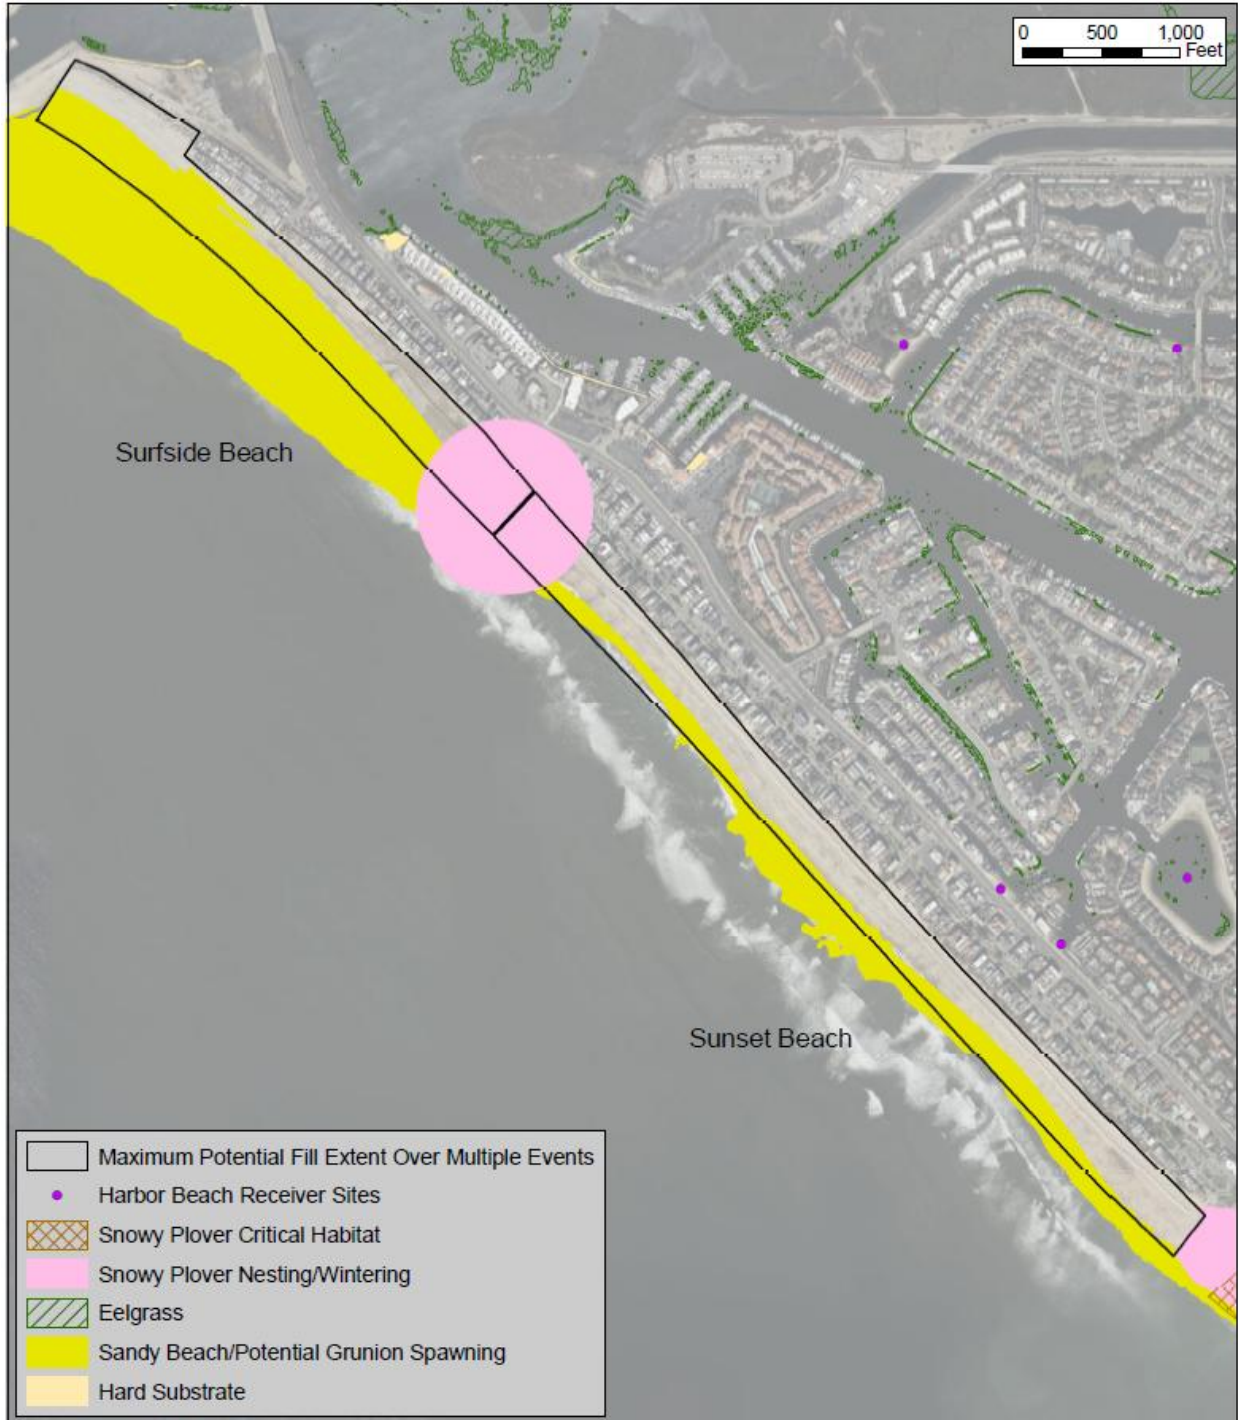 0 500 1,000
Feet
Surfside Beach
Sunset Beach
Maximum Potential Fill Extent Over Multiple Events
Harbor Beach Receiver Sites
Snowy Plover Critical Habitat
Snowy Plover Nesting/Wintering
Eelgrass
Sandy Beach/Potential Grunion Spawning
Hard Substrate